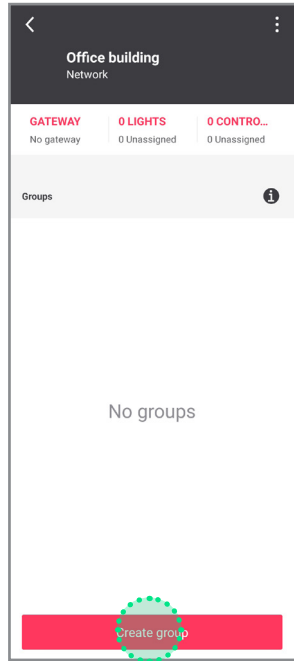 Office building
Network
GATEWAY
No gateway
0 LIGHTS
0 Unassigned
0 CONTRO...
0 Unassigned
Groups
No groups
Create group